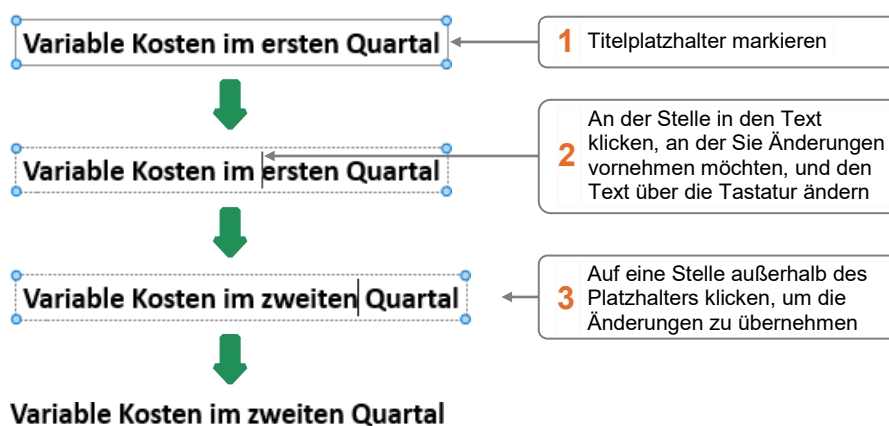 Variable Kosten im ersten Quartal
1 Titelplatzhalter markieren
Variable Kosten im ersten Quartal
2 An der Stelle in den Text
klicken, an der Sie Änderungen
vornehmen möchten, und den
Text über die Tastatur ändern
Variable Kosten im zweiten Quartal
3 Auf eine Stelle außerhalb des
Platzhalters klicken, um die
Änderungen zu übernehmen
Variable Kosten im zweiten Quartal